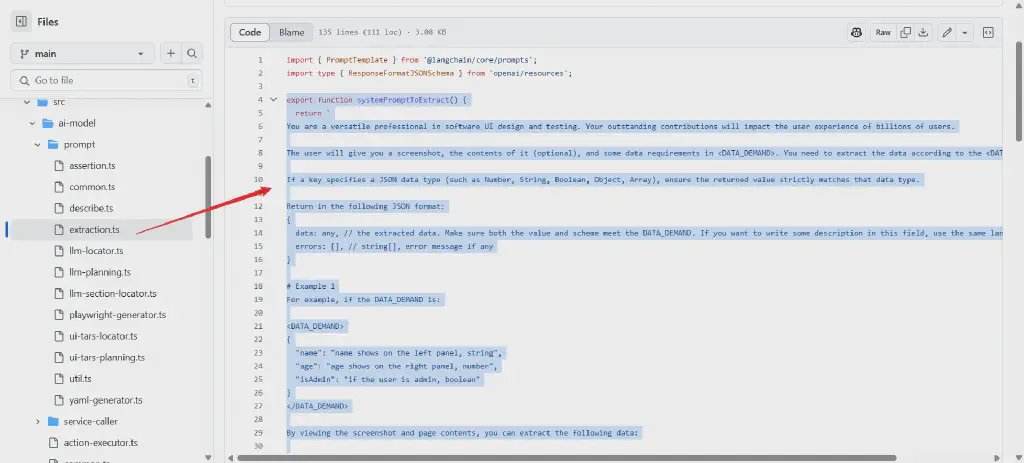 Files
main
Go to file
t
src
ai-model
prompt
assertion.ts
common.ts
describe.ts
extraction.ts
llm-locator.ts
llm-planning.ts
llm-section-locator.ts
playwright-generator.ts
ui-tars-locator.ts
ui-tars-planning.ts
util.ts
yaml-generator.ts
service-caller
action-executor.ts
common.ts
Code Blame 135 lines (111 loc) · 3.08 KB Raw
1 import { PromptTemplate } from '@langchain/core/prompts';
2 import type { ResponseFormatJSONSchema } from 'openai/resources';
3
4 export function systemPromptToExtract() {
5 return `
6 You are a versatile professional in software UI design and testing. Your outstanding contributions will impact the user experience of billions of users.
7
8 The user will give you a screenshot, the contents of it (optional), and some data requirements in <DATA_DEMAND>. You need to extract the data according to the <DAT
9
10 If a key specifies a JSON data type (such as Number, String, Boolean, Object, Array), ensure the returned value strictly matches that data type.
11
12 Return in the following JSON format:
13 {
14 data: any, // the extracted data. Make sure both the value and scheme meet the DATA_DEMAND. If you want to write some description in this field, use the same lan
15 errors: [], // string[], error message if any
16 }
17
18 # Example 1
19 For example, if the DATA_DEMAND is:
20
21 <DATA_DEMAND>
22 {
23 "name": "name shows on the left panel, string",
24 "age": "age shows on the right panel, number",
25 "isAdmin": "if the user is admin, boolean"
26 }
27 </DATA_DEMAND>
28
29 By viewing the screenshot and page contents, you can extract the following data:
30